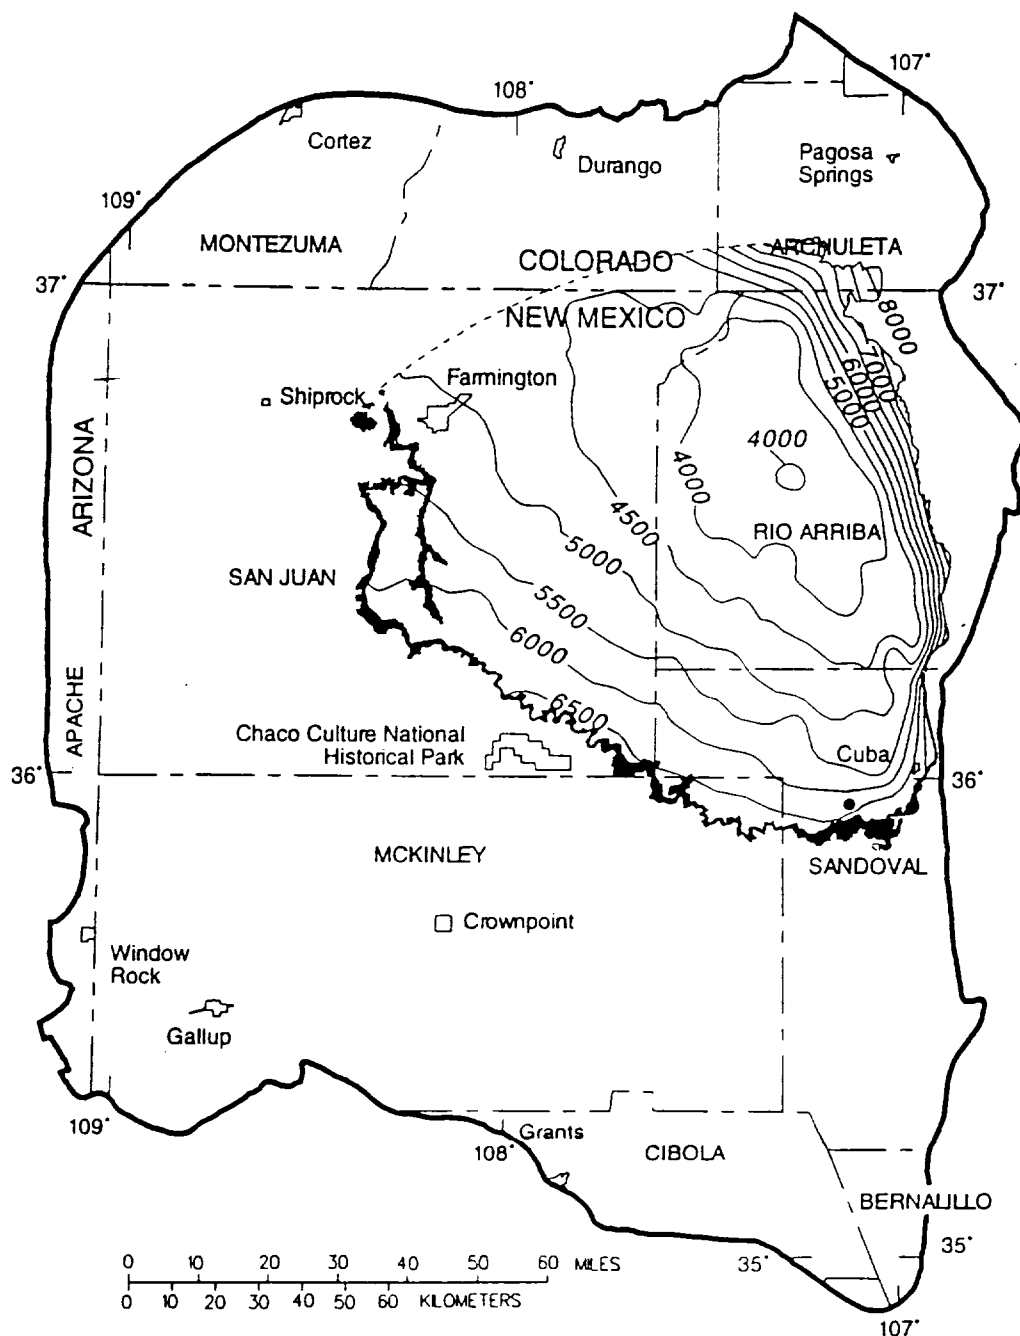 107°
108°
Cortez
Durango
Pagosa
Springs
109°
MONTEZUMA
COLORADO
ARCHULETA
37°
37°
NEW MEXICO
8000
7000
6000
5000
Shiprock
Farmington
ARIZONA
4000
4000
4500
RIO ARRIBA
5000
SAN JUAN
5500
6000
APACHE
6500
Chaco Culture National
Historical Park
Cuba
36°
36°
MCKINLEY
SANDOVAL
Crownpoint
Window
Rock
Gallup
109°
108°
Grants
CIBOLA
BERNALILLO
35°
35°
0 10 20 30 40 50 60 MILES
0 10 20 30 40 50 60 KILOMETERS
107°